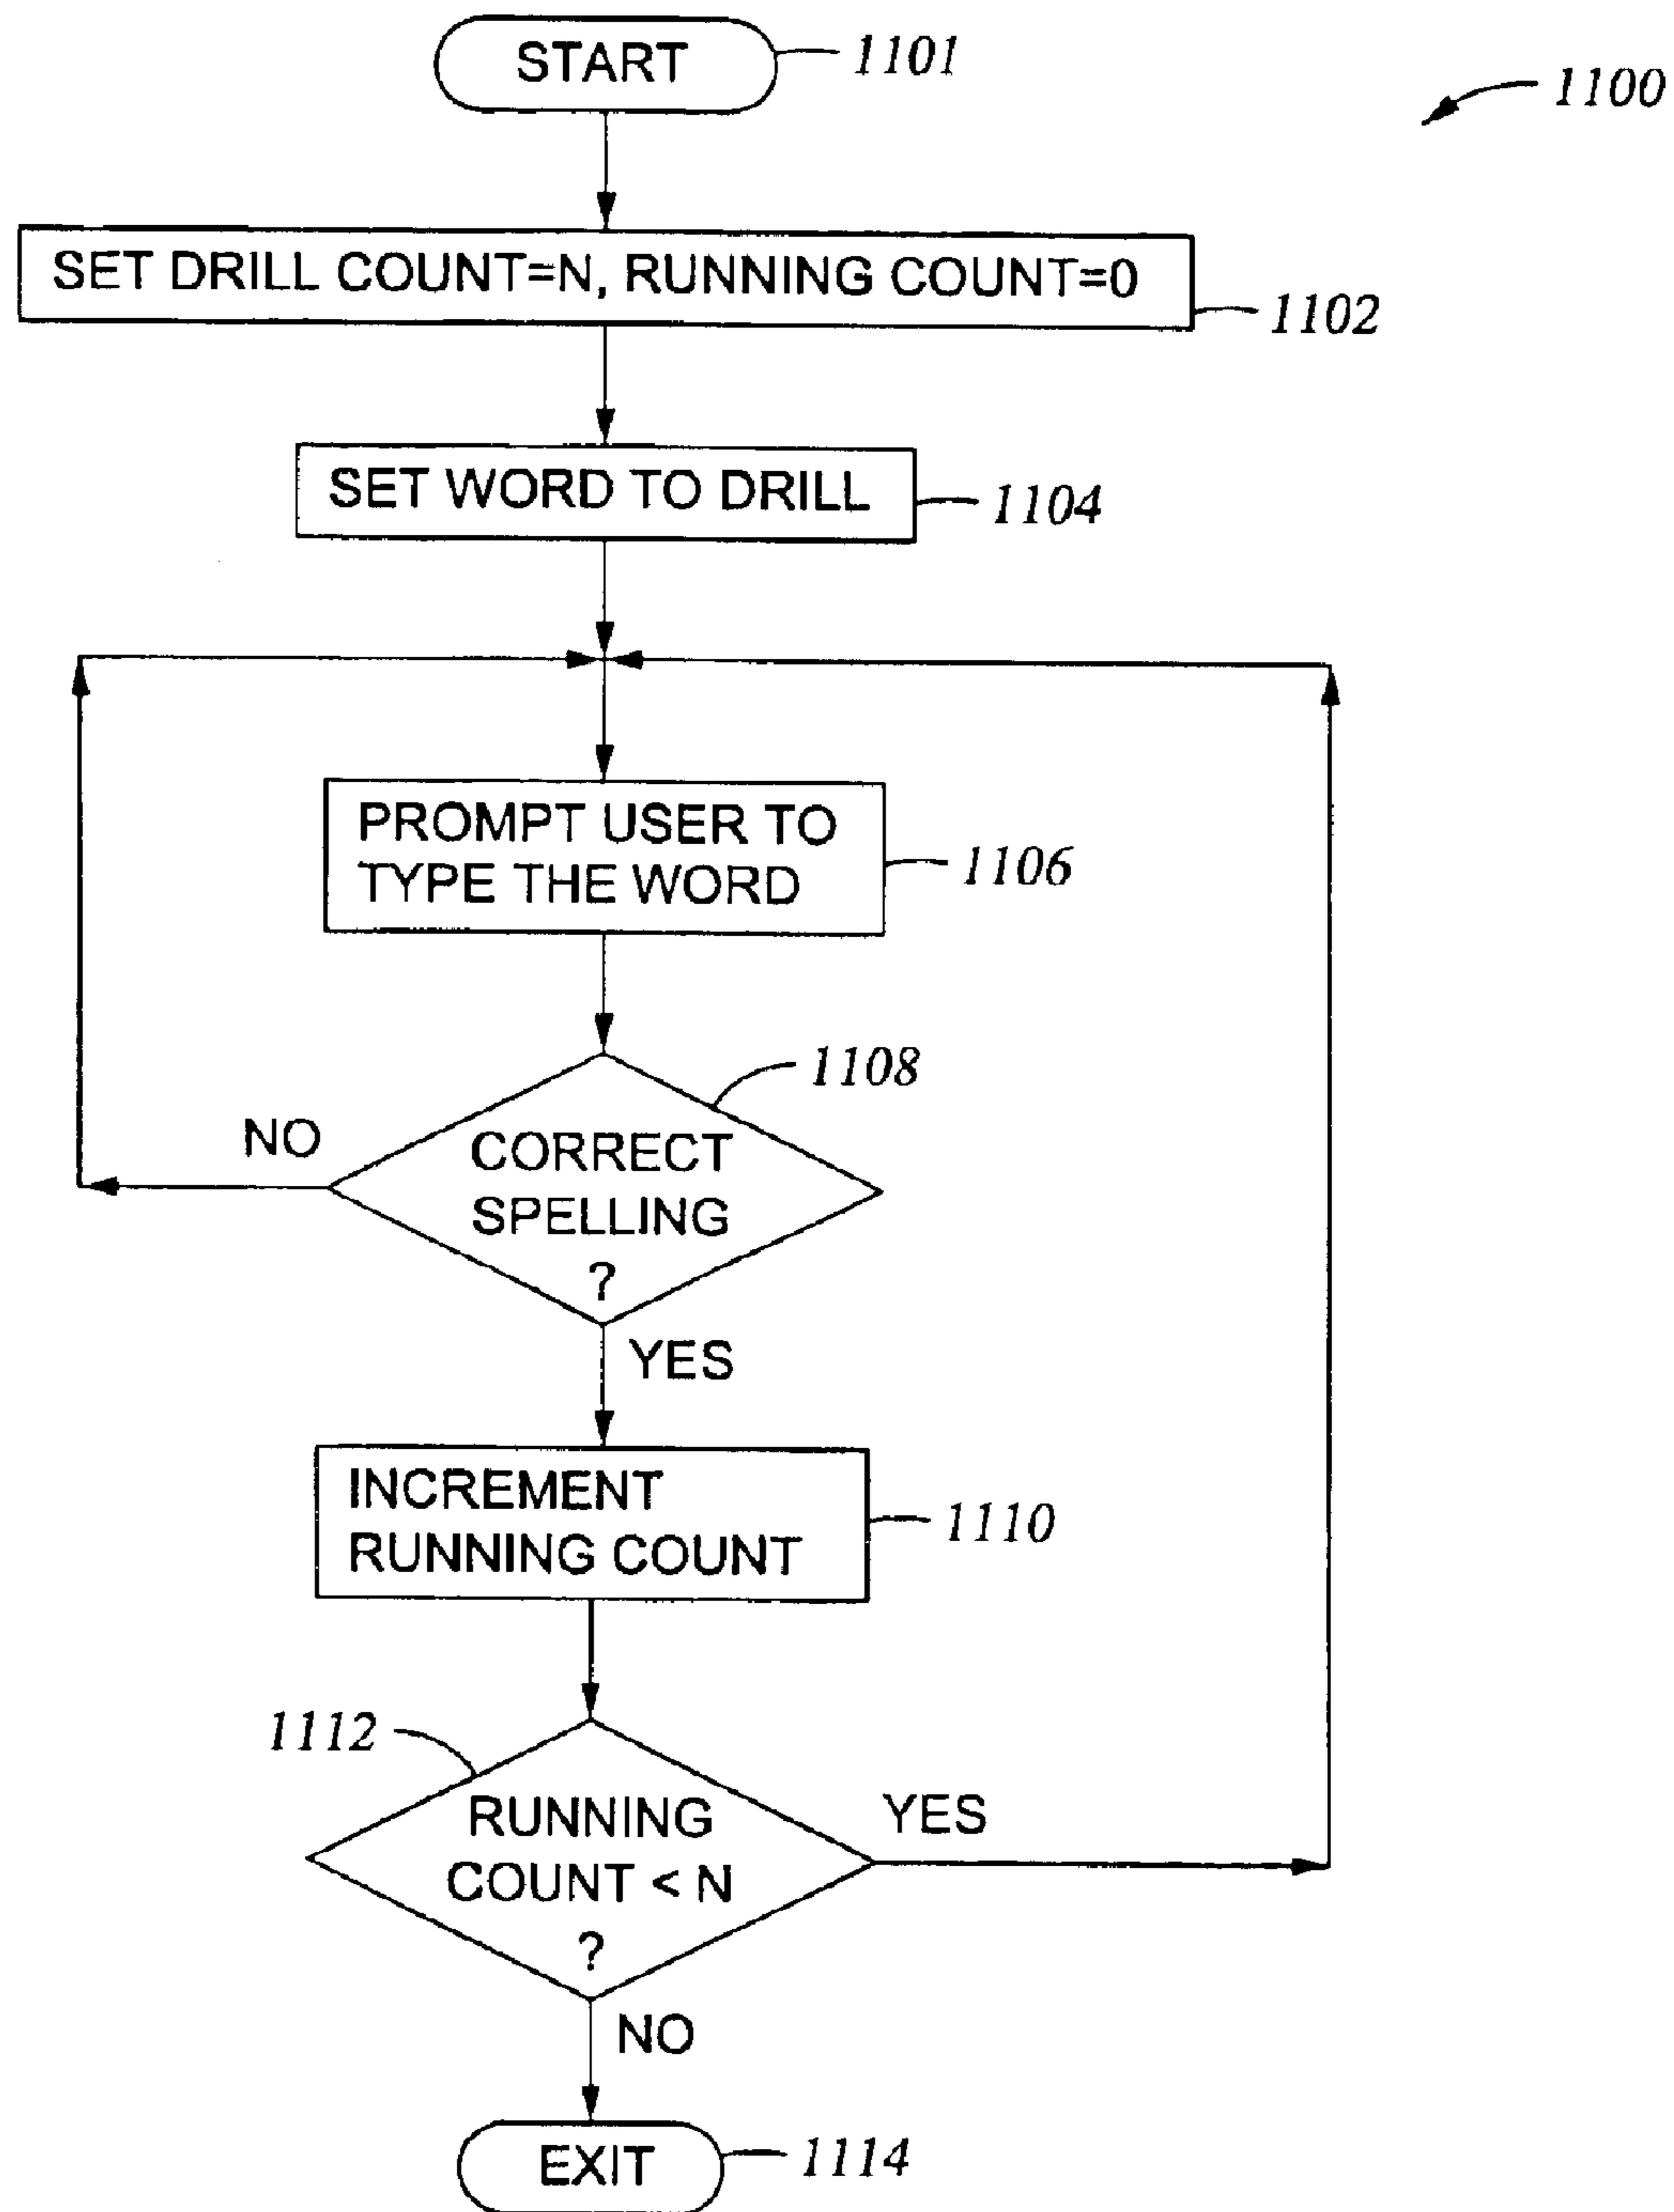 START
1101
1100
SET DRILL COUNT=N, RUNNING COUNT=0
1102
SET WORD TO DRILL
1104
PROMPT USER TO
TYPE THE WORD
1106
1108
NO
CORRECT
SPELLING
?
YES
INCREMENT
RUNNING COUNT
1110
1112
RUNNING
COUNT < N
?
YES
NO
EXIT
1114